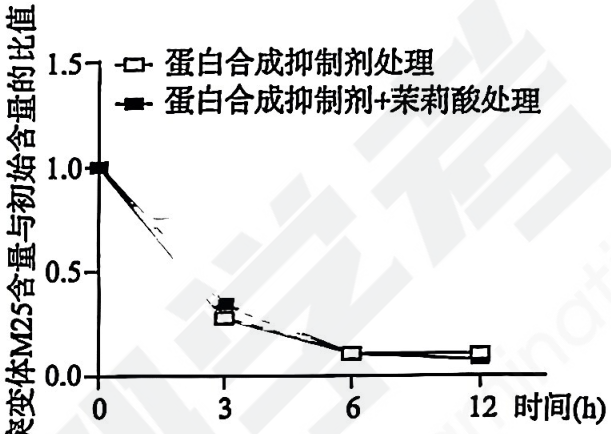 突变体M25含量与初始含量的比值
蛋白合成抑制剂处理
蛋白合成抑制剂+茉莉酸处理
1.5
1.0
0.5
0.0
0 3 6 12 时间(h)